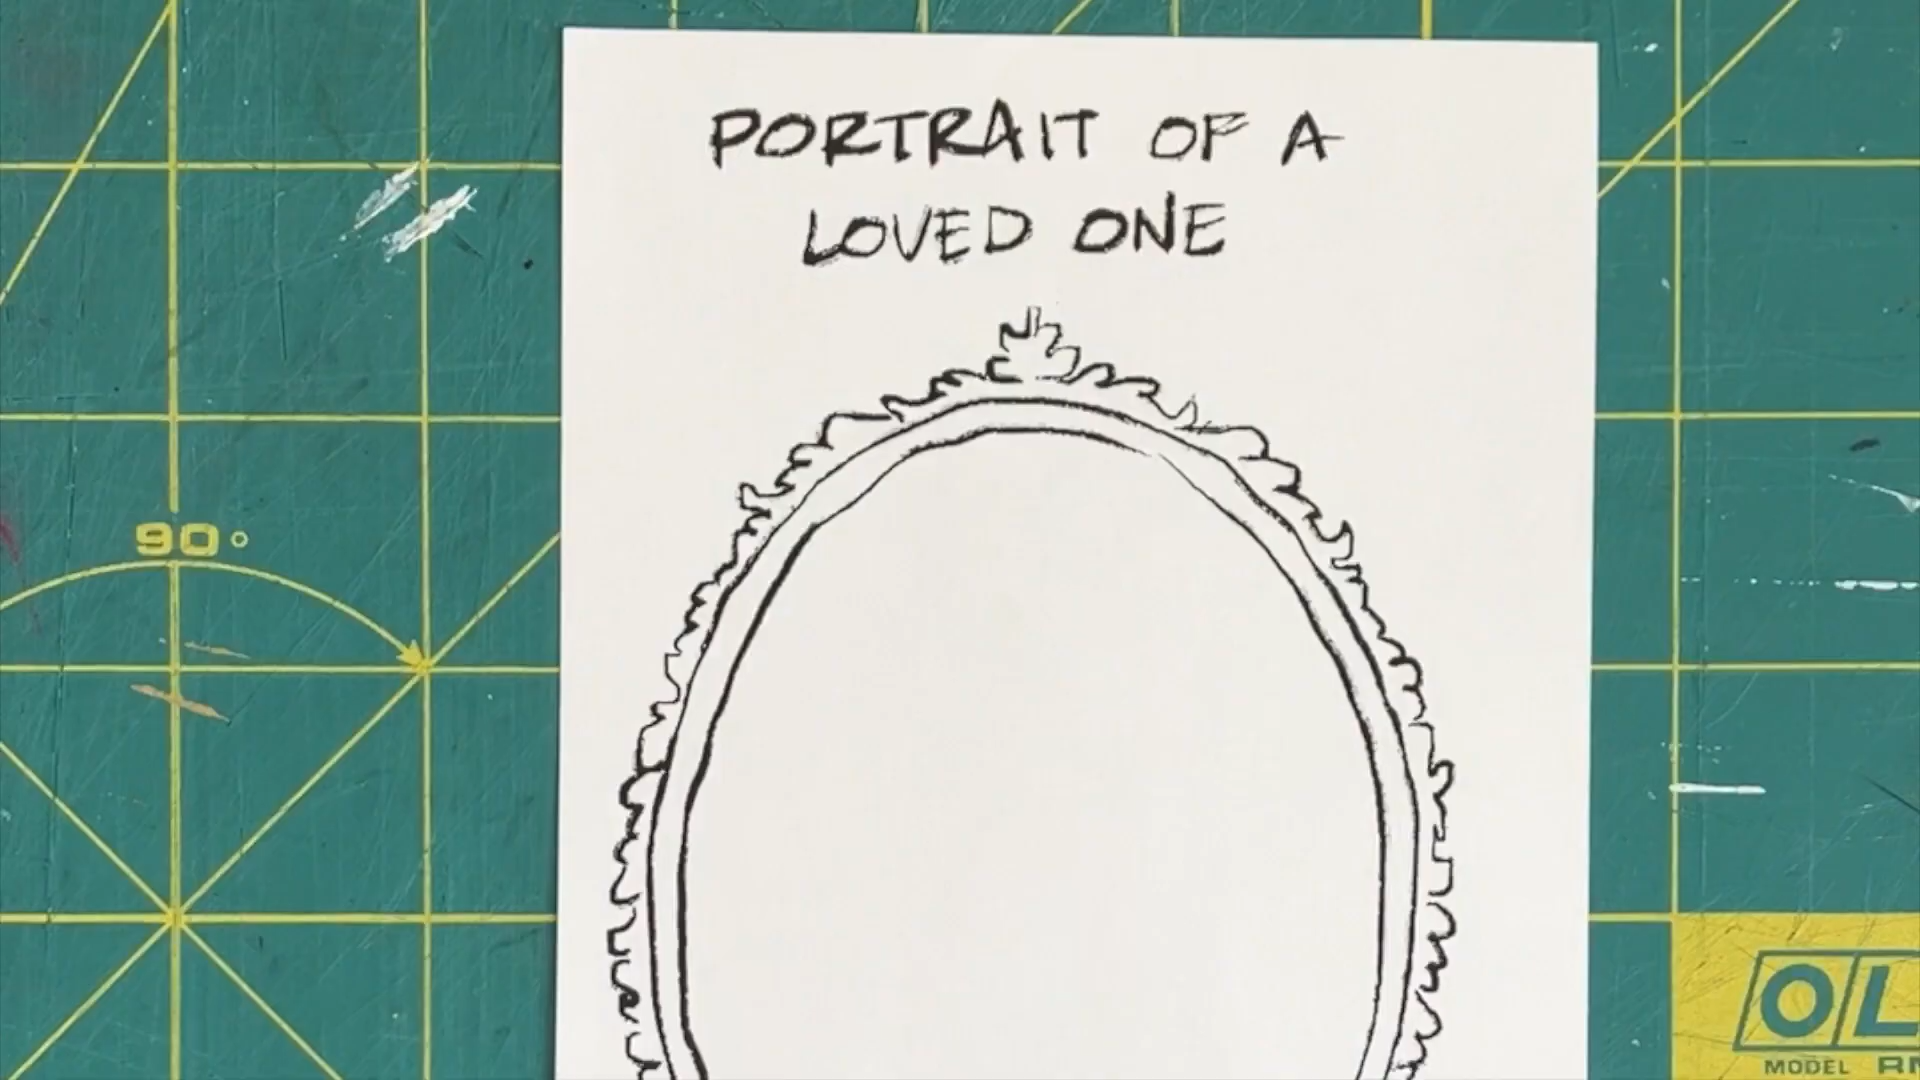 PORTRAIT OF A
LOVED ONE
90°
OL
MODEL